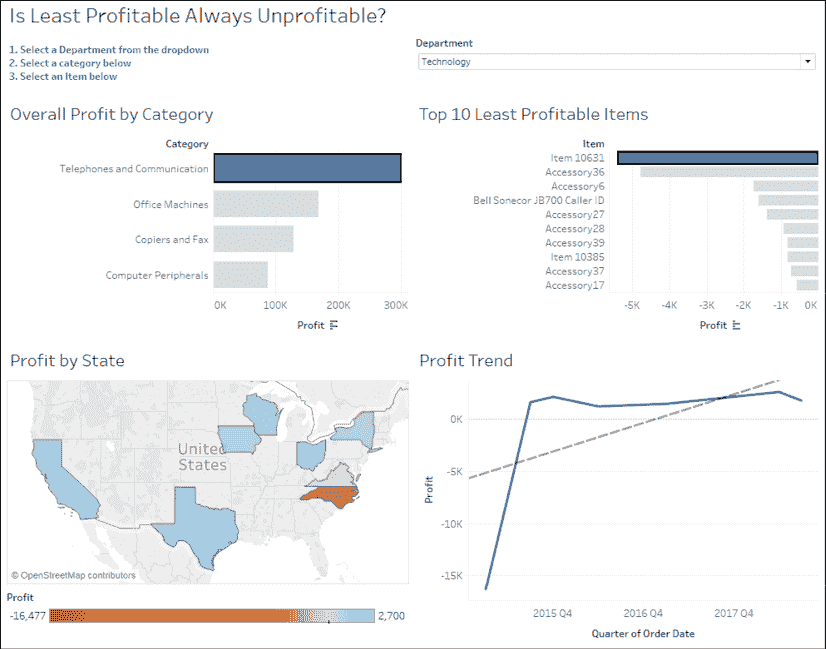 Is Least Profitable Always Unprofitable?
1. Select a Department from the dropdown
2. Select a category below
3. Select an Item below
Department
Technology
Overall Profit by Category
Category
Telephones and Communication
Office Machines
Copiers and Fax
Computer Peripherals
0K 100K 200K 300K
Profit
Top 10 Least Profitable Items
Item
Item 10631
Accessory36
Accessory6
Bell Sonecor JB700 Caller ID
Accessory27
Accessory28
Accessory39
Item 10385
Accessory37
Accessory17
-5K -4K -3K -2K -1K 0K
Profit
Profit by State
United
States
© OpenStreetMap contributors
Profit
-16,477 2,700
Profit Trend
0K
-5K
-10K
-15K
Profit
2015 Q4 2016 Q4 2017 Q4
Quarter of Order Date